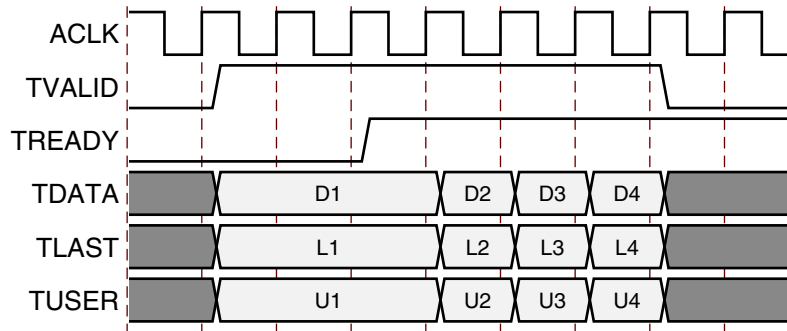 ACLK
TVALID
TREADY
TDATA D1 D2 D3 D4
TLAST L1 L2 L3 L4
TUSER U1 U2 U3 U4